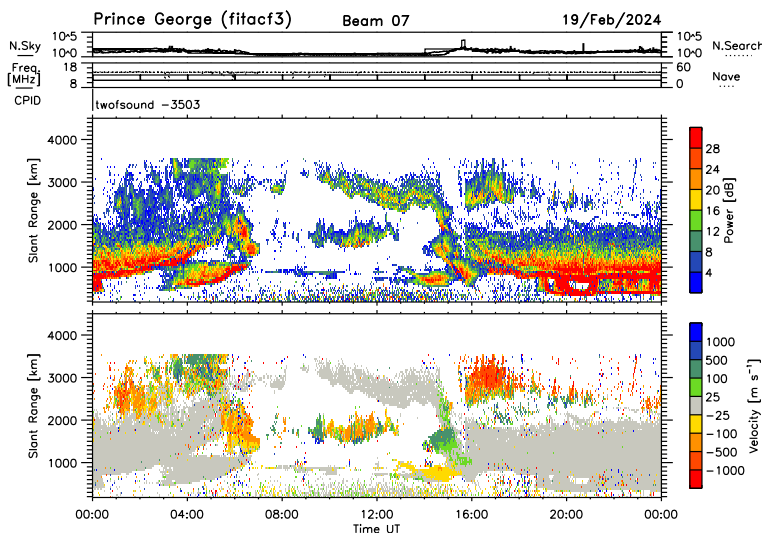 Prince George (fitacf3) Beam 07 19/Feb/2024
N.Sky 10^5 10^0 10^5 10^0 N.Search
Freq. [MHz] 18 8 60 0 Nave
CPID twofsound -3503
Slant Range [km] 4000 3000 2000 1000
28 24 20 16 12 8 4 Power [dB]
Slant Range [km] 4000 3000 2000 1000
1000 500 100 25 -25 -100 -500 -1000 Velocity [m s⁻¹]
00:00 04:00 08:00 12:00 16:00 20:00 00:00
Time UT